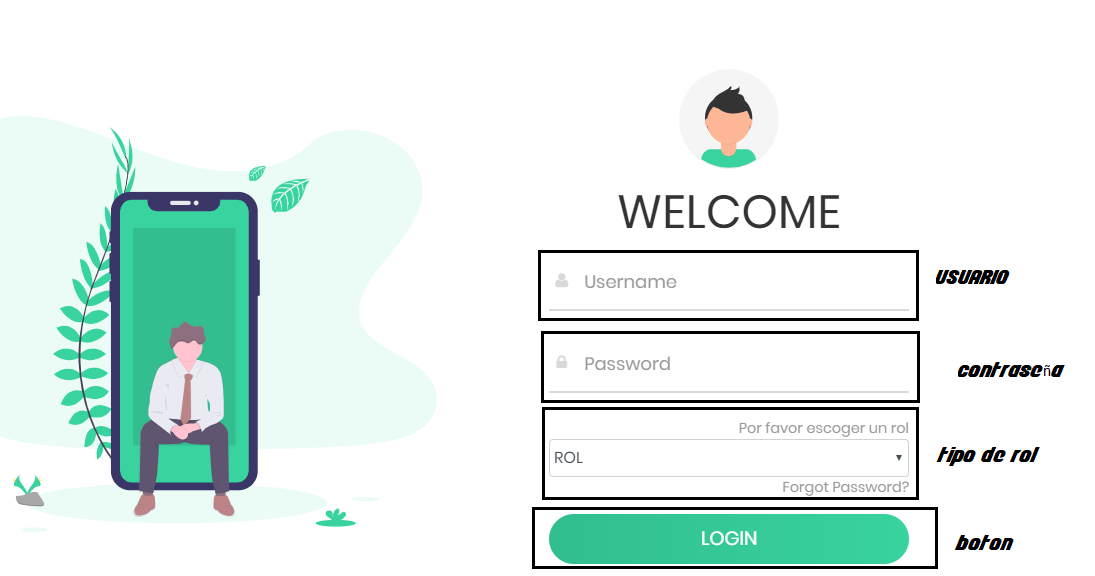 WELCOME
Username
USUARIO
Password
contraseña
Por favor escoger un rol
ROL
tipo de rol
Forgot Password?
LOGIN
boton